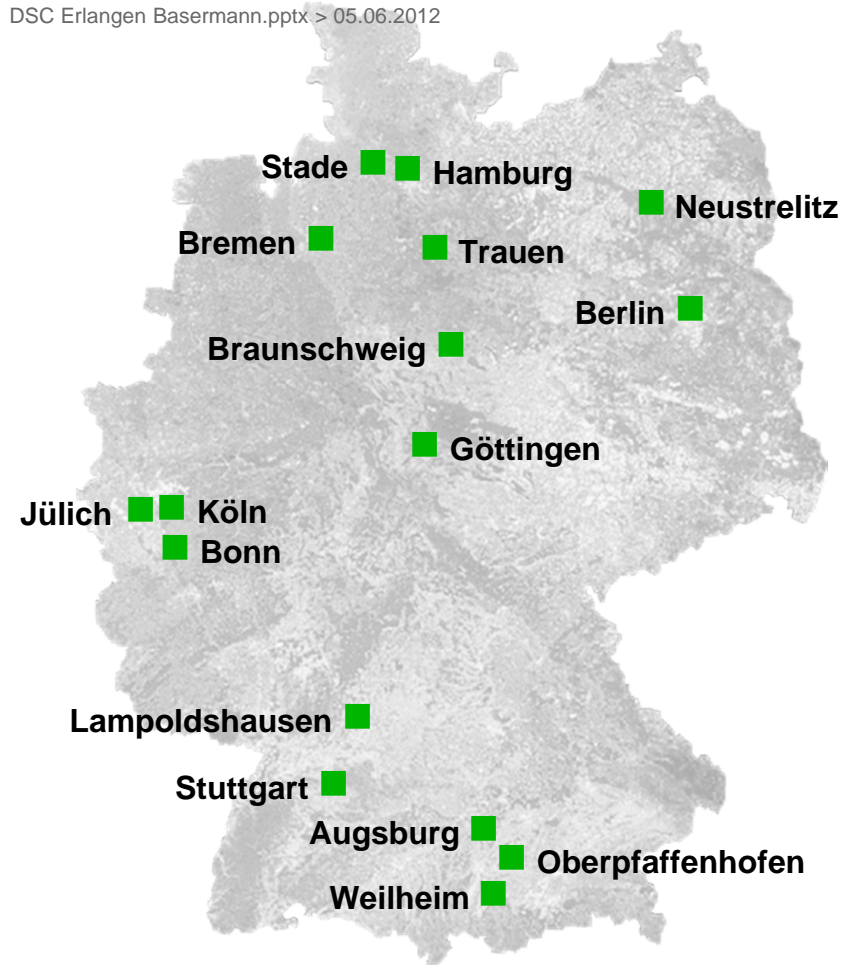 DSC Erlangen Basermann.pptx > 05.06.2012
Stade
Hamburg
Neustrelitz
Bremen
Trauen
Berlin
Braunschweig
Göttingen
Jülich
Köln
Bonn
Lampoldshausen
Stuttgart
Augsburg
Oberpfaffenhofen
Weilheim